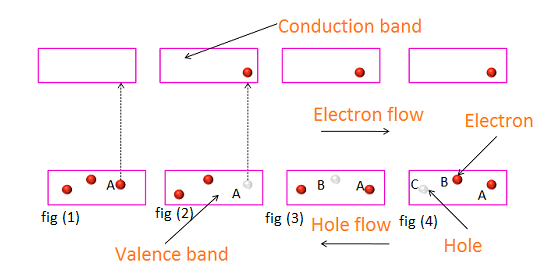 Conduction band
Electron flow
Electron
A
A
B
A
C
B
A
fig (1)
fig (2)
fig (3)
Hole flow
fig (4)
Valence band
Hole